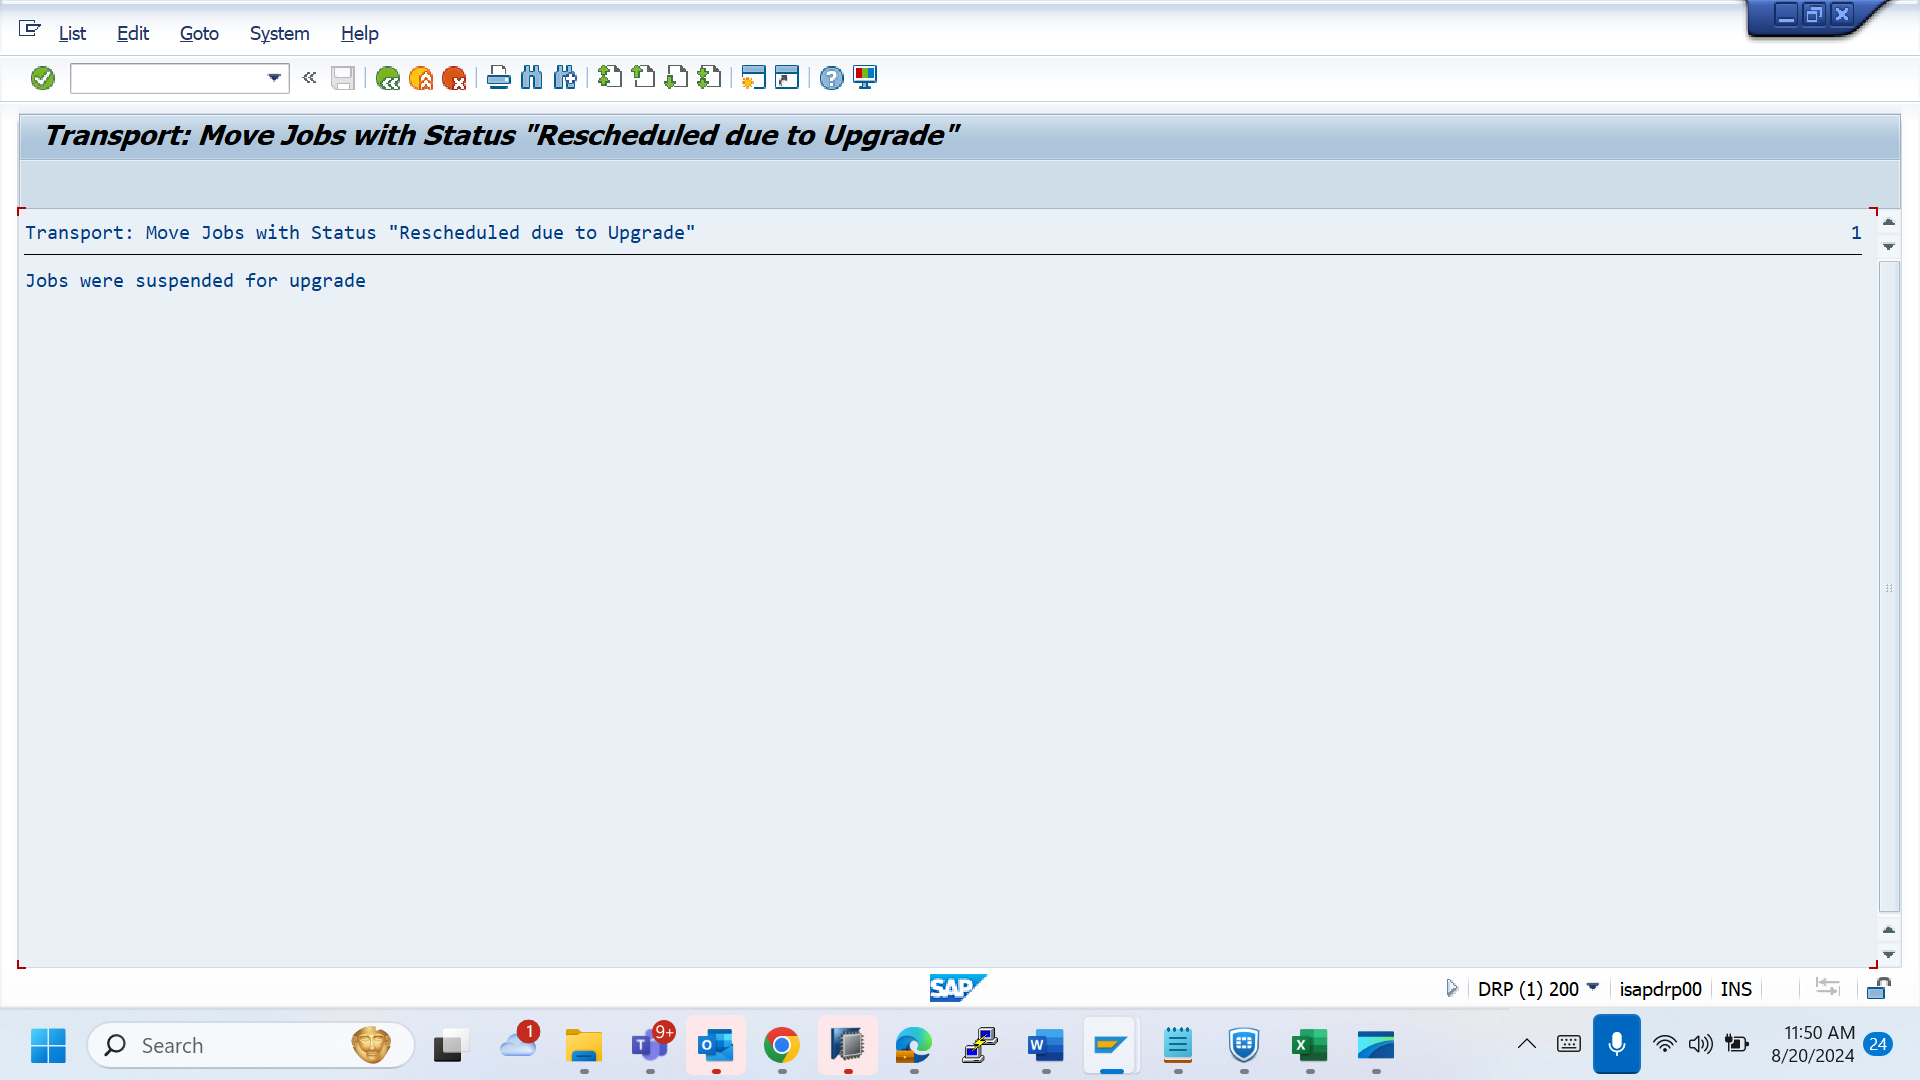 List Edit Goto System Help
Transport: Move Jobs with Status "Rescheduled due to Upgrade"
Transport: Move Jobs with Status "Rescheduled due to Upgrade" 1
Jobs were suspended for upgrade
SAP DRP (1) 200 isapdrp00 INS
Search 1 9+ 11:50 AM 24
8/20/2024